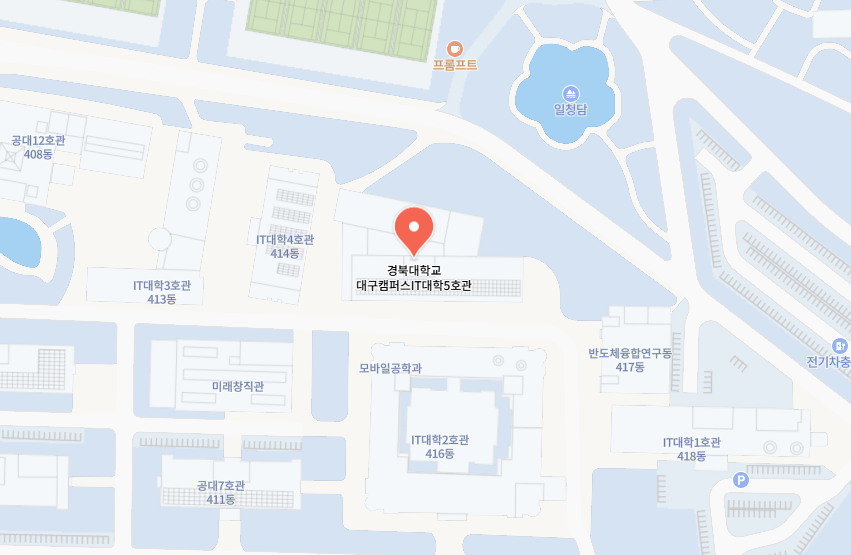 프롬프트
일청담
공대12호관
408동
IT대학4호관
414동
경북대학교
대구캠퍼스IT대학5호관
IT대학3호관
413동
반도체융합연구동
417동
전기차충
모바일공학과
미래창직관
IT대학2호관
416동
IT대학1호관
418동
P
공대7호관
411동